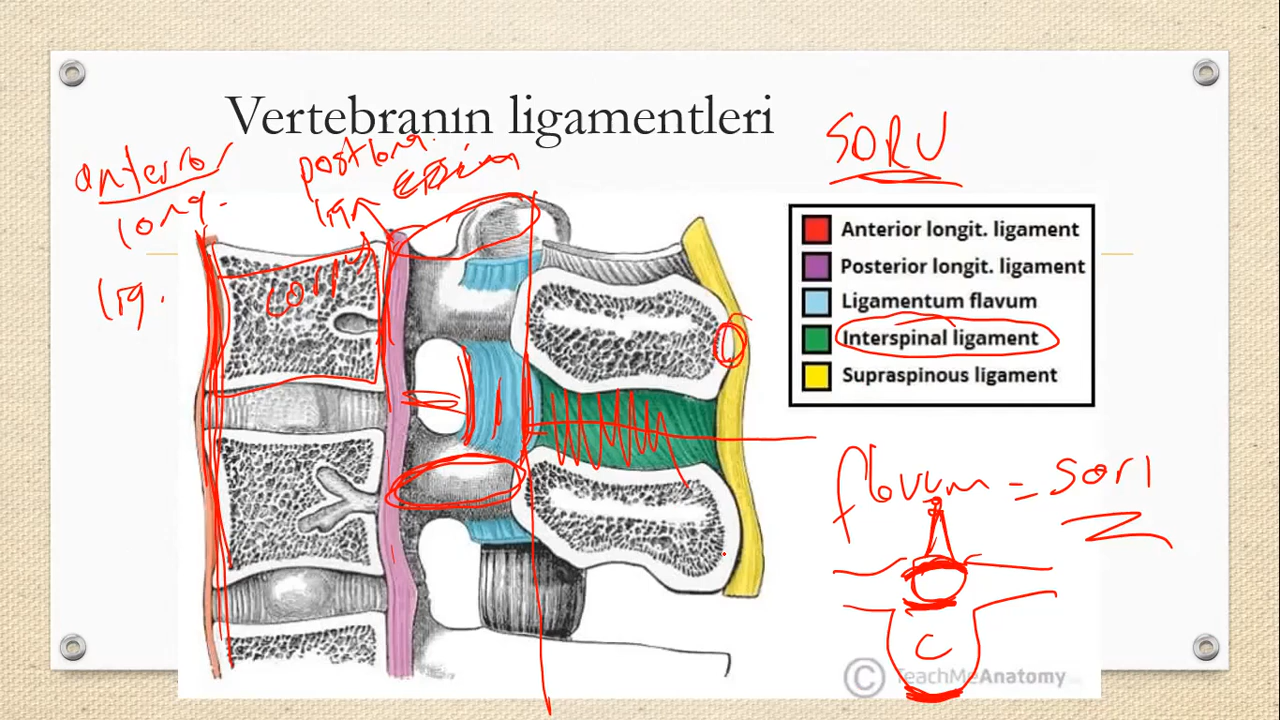 Vertebranın ligamentleri
SORU
anterior
long.
lig.
post long.
lig
corpus
Anterior longit. ligament
Posterior longit. ligament
Ligamentum flavum
Interspinal ligament
Supraspinous ligament
flavum = sarı
C
© TeachMeAnatomy